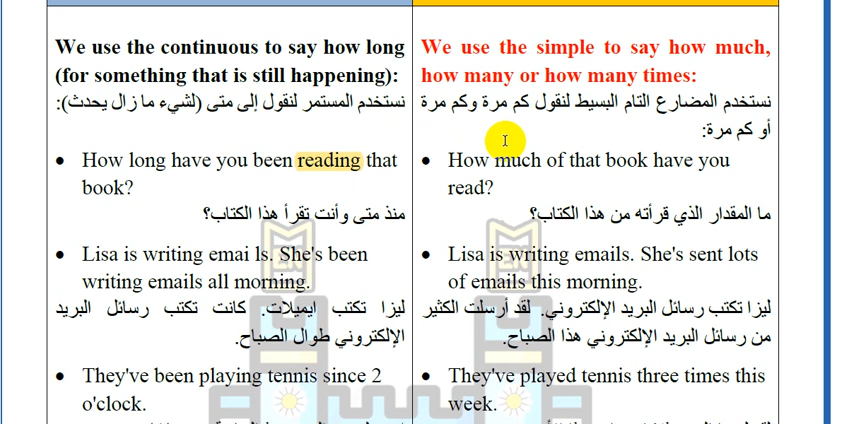 We use the continuous to say how long
(for something that is still happening):
نستخدم المستمر لنقول إلى متى (لشيء ما زال يحدث):
• How long have you been reading that
book?
منذ متى وأنت تقرأ هذا الكتاب؟
• Lisa is writing emai ls. She's been
writing emails all morning.
ليزا تكتب ايميلات. كانت تكتب رسائل البريد
الإلكتروني طوال الصباح.
• They've been playing tennis since 2
o'clock.
We use the simple to say how much,
how many or how many times:
نستخدم المضارع التام البسيط لنقول كم مرة وكم مرة
أو كم مرة:
• How much of that book have you
read?
ما المقدار الذي قرأته من هذا الكتاب؟
• Lisa is writing emails. She's sent lots
of emails this morning.
ليزا تكتب رسائل البريد الإلكتروني. لقد أرسلت الكثير
من رسائل البريد الإلكتروني هذا الصباح.
• They've played tennis three times this
week.